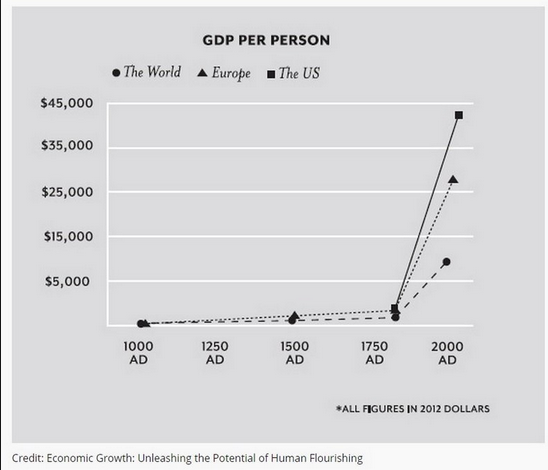 GDP PER PERSON
The World Europe The US
$45,000
$35,000
$25,000
$15,000
$5,000
1000 1250 1500 1750 2000
AD AD AD AD AD
*ALL FIGURES IN 2012 DOLLARS
Credit: Economic Growth: Unleashing the Potential of Human Flourishing